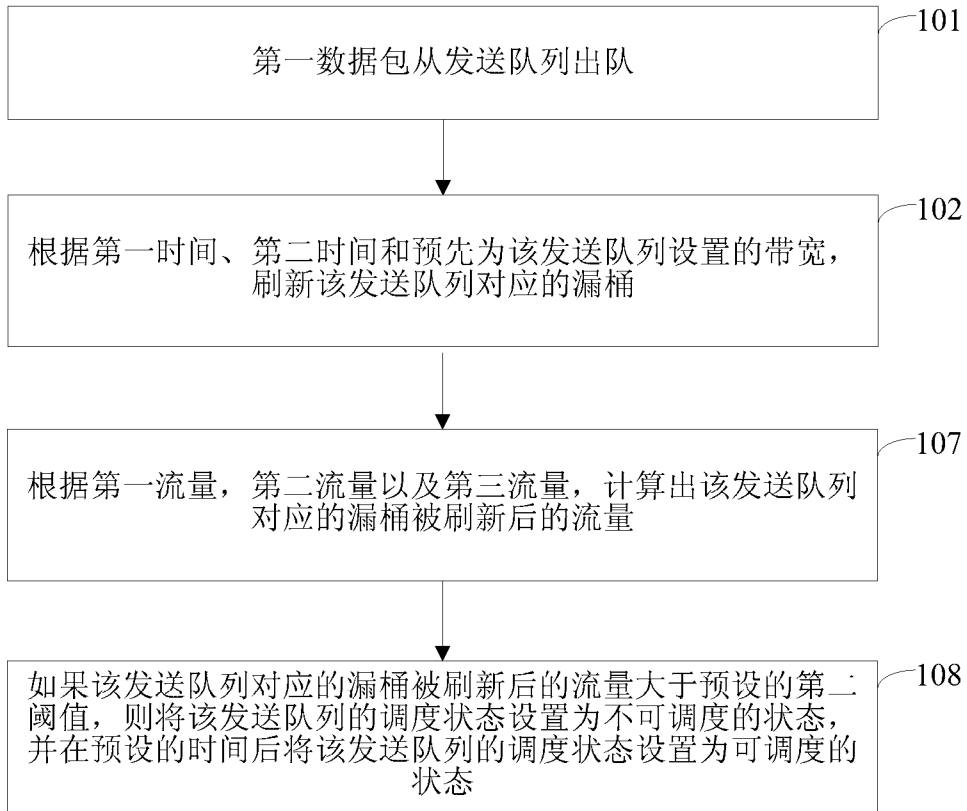 101
第一数据包从发送队列出队
102
根据第一时间、第二时间和预先为该发送队列设置的带宽，
刷新该发送队列对应的漏桶
107
根据第一流量，第二流量以及第三流量，计算出该发送队列
对应的漏桶被刷新后的流量
108
如果该发送队列对应的漏桶被刷新后的流量大于预设的第二
阈值，则将该发送队列的调度状态设置为不可调度的状态，
并在预设的时间后将该发送队列的调度状态设置为可调度的
状态